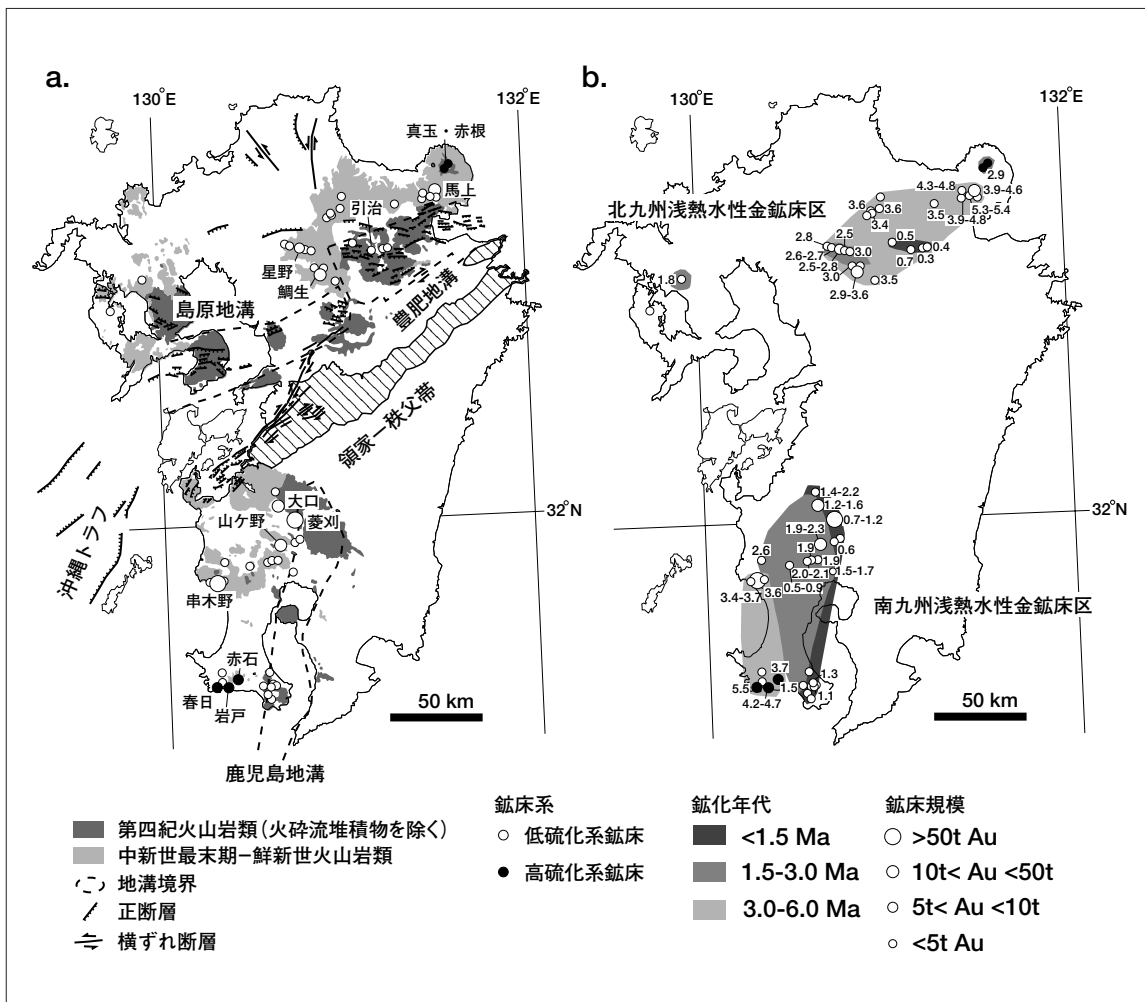 a.
130°E
132°E
真玉・赤根
馬上
引治
星野
鯛生
島原地溝
豊肥地溝
領家ー秩父帯
沖縄トラフ
大口
山ケ野
菱刈
串木野
赤石
春日
岩戸
鹿児島地溝
50 km
32°N
b.
130°E
132°E
北九州浅熱水性金鉱床区
2.9
4.3-4.8
3.9-4.6
5.3-5.4
3.9-4.8
3.5
3.6
3.6
3.4
0.5
0.4
0.3
0.7
2.8
2.5
3.0
2.6-2.7
2.5-2.8
3.0
2.9-3.6
3.5
1.8
32°N
1.4-2.2
1.2-1.6
0.7-1.2
1.9-2.3
0.6
2.6
1.9
1.9
1.5-1.7
2.0-2.1
0.5-0.9
3.6
3.4-3.7
南九州浅熱水性金鉱床区
3.7
1.3
5.5
1.5
1.1
4.2-4.7
50 km
第四紀火山岩類（火砕流堆積物を除く）
中新世最末期−鮮新世火山岩類
地溝境界
正断層
横ずれ断層
鉱床系
低硫化系鉱床
高硫化系鉱床
鉱化年代
<1.5 Ma
1.5-3.0 Ma
3.0-6.0 Ma
鉱床規模
>50t Au
10t< Au <50t
5t< Au <10t
<5t Au